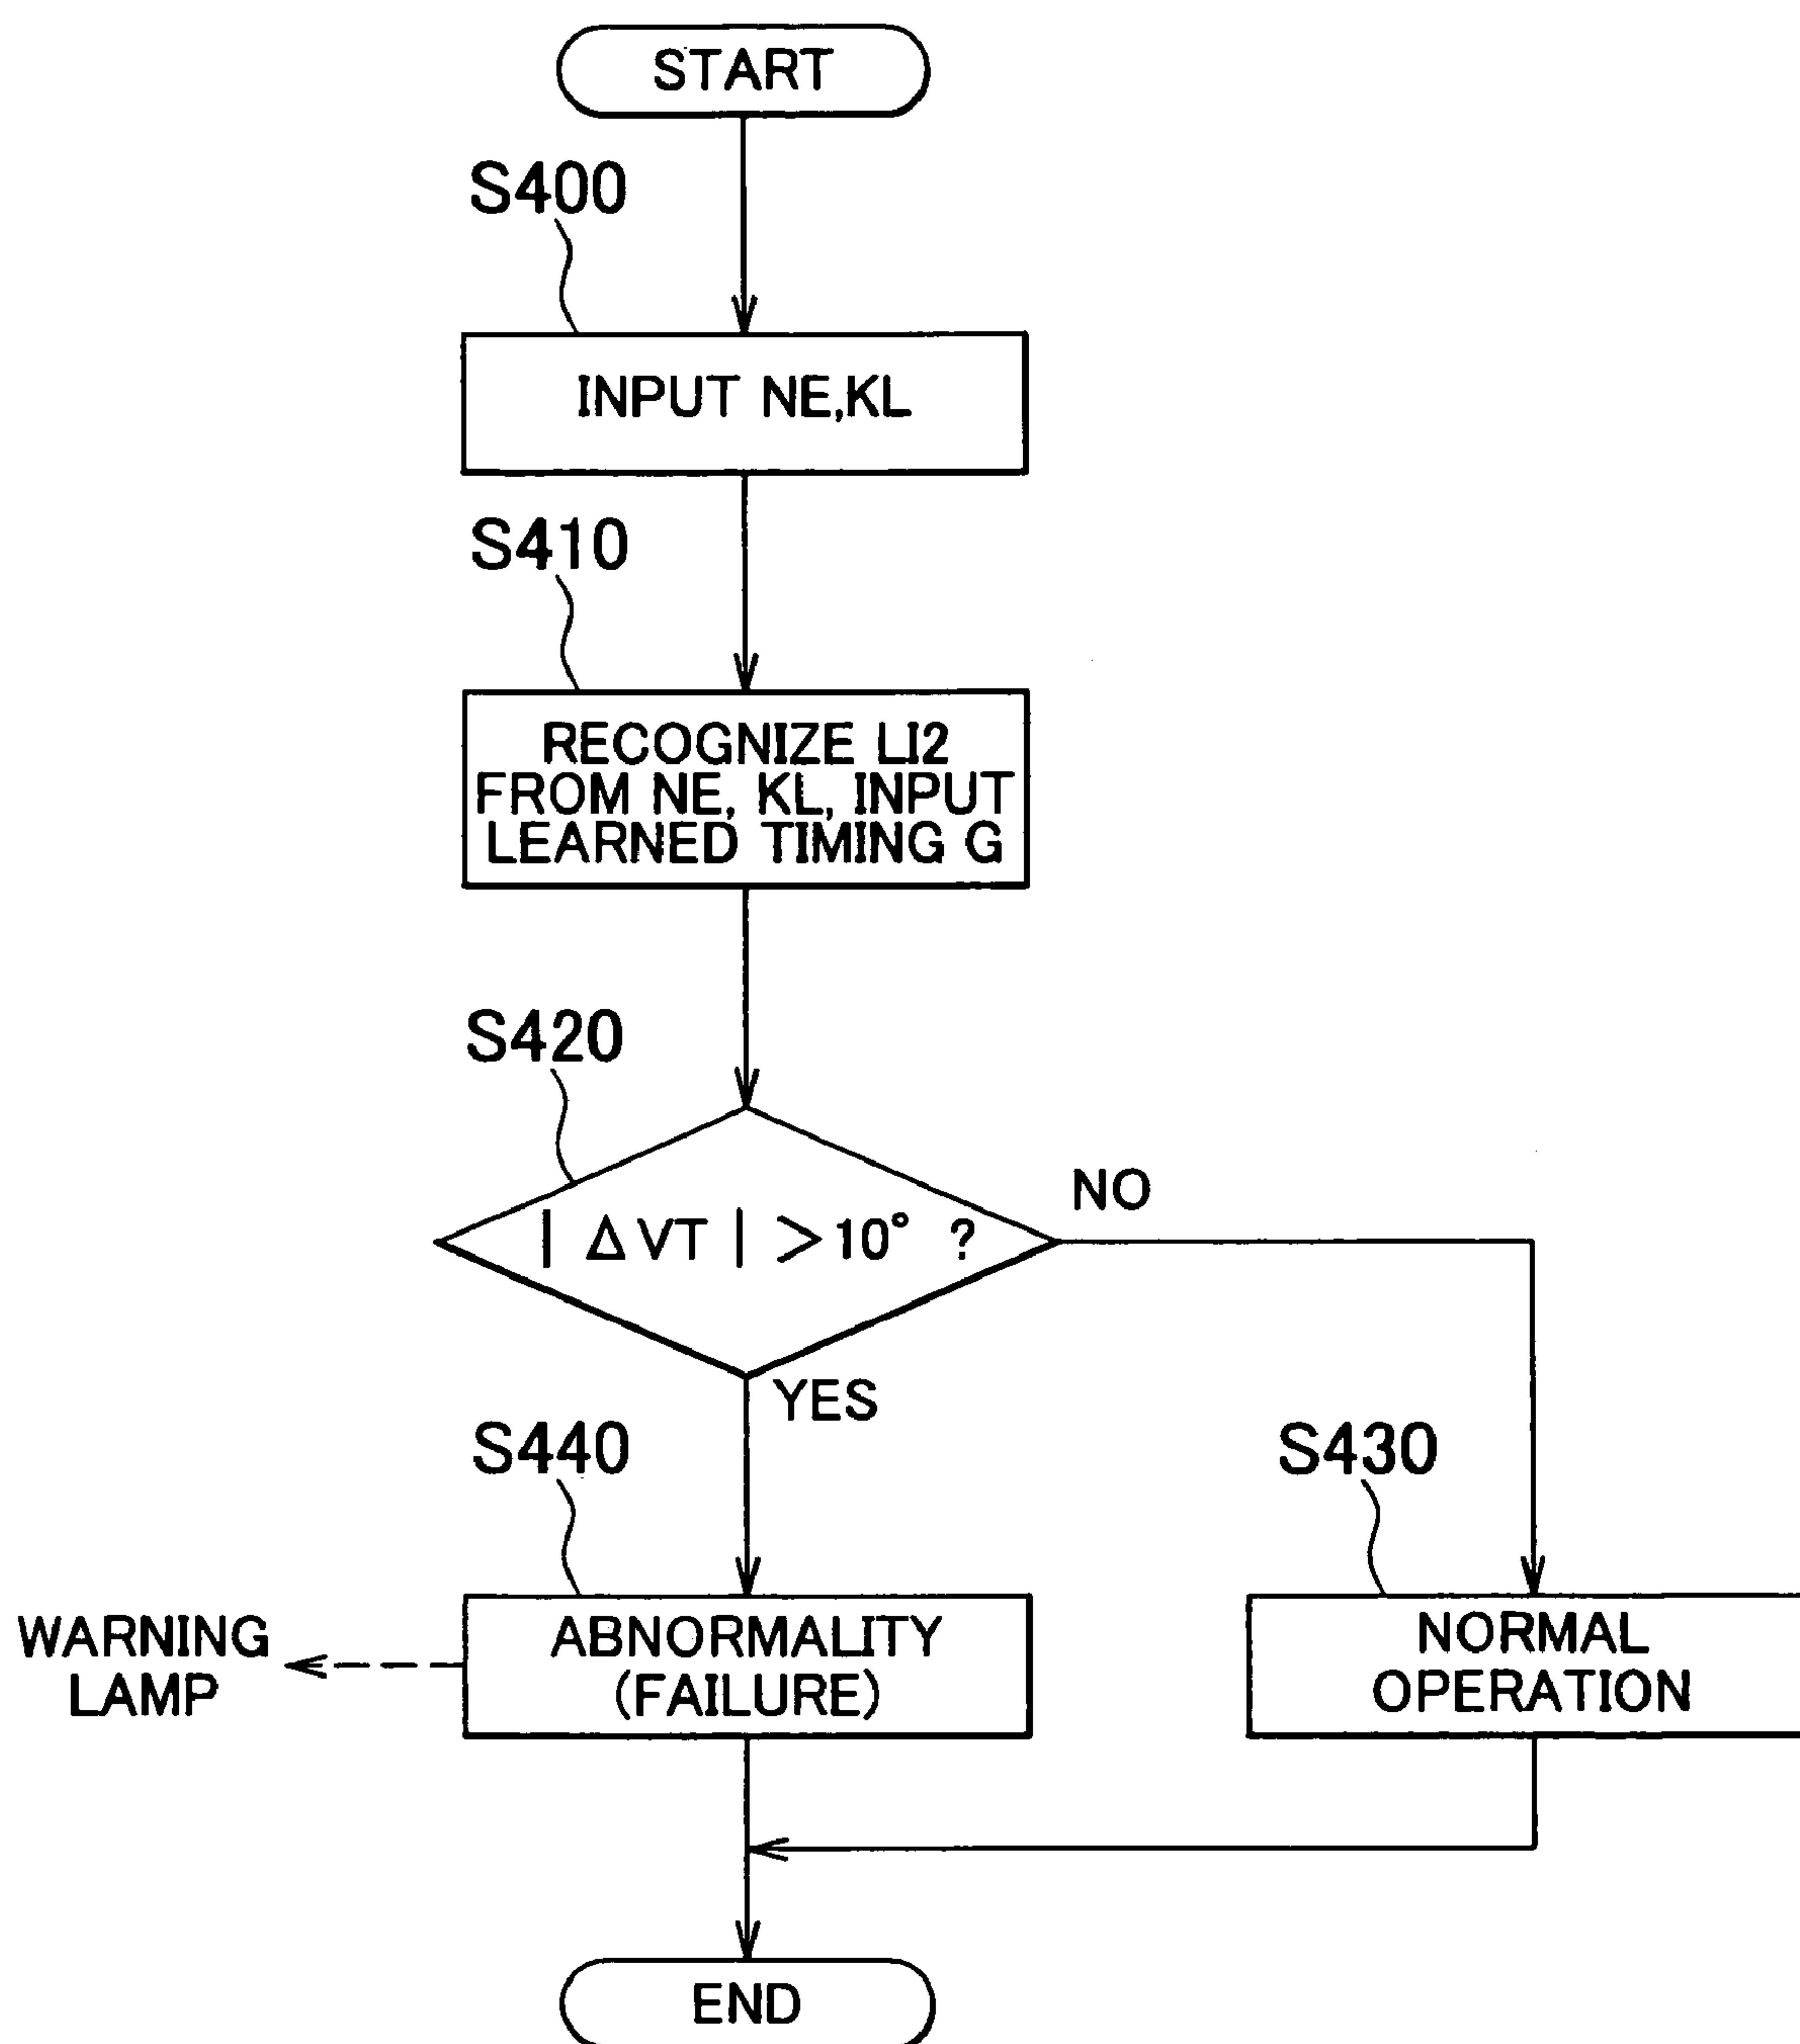 START
S400
INPUT NE,KL
S410
RECOGNIZE LI2
FROM NE, KL, INPUT
LEARNED TIMING G
S420
| ΔVT | >10° ?
NO
YES
S440
S430
WARNING
LAMP
ABNORMALITY
(FAILURE)
NORMAL
OPERATION
END